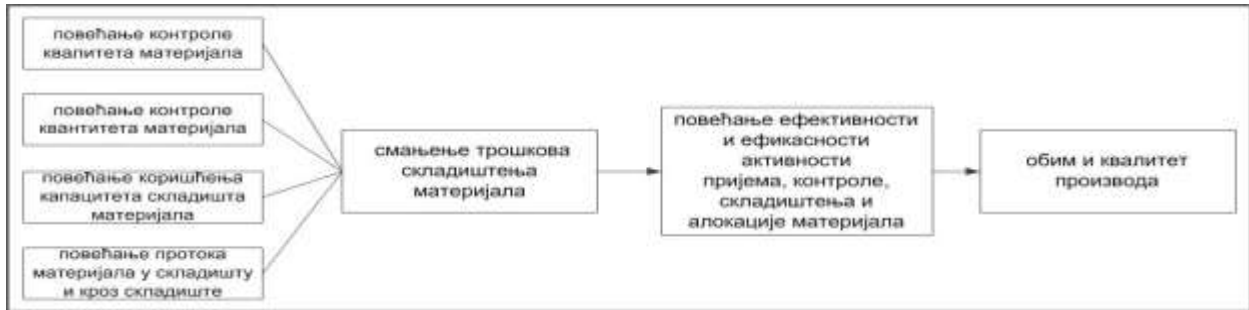 повећање контроле
квалитета материјала
повећање контроле
квантитета материјала
повећање коришћења
капацитета складишта
материјала
повећање протока
материјала у складишту
и кроз складиште
смањење трошкова
складиштења
материјала
повећање ефективности
и ефикасности
активности
пријема, контроле,
складиштења и
алокације материјала
обим и квалитет
производа